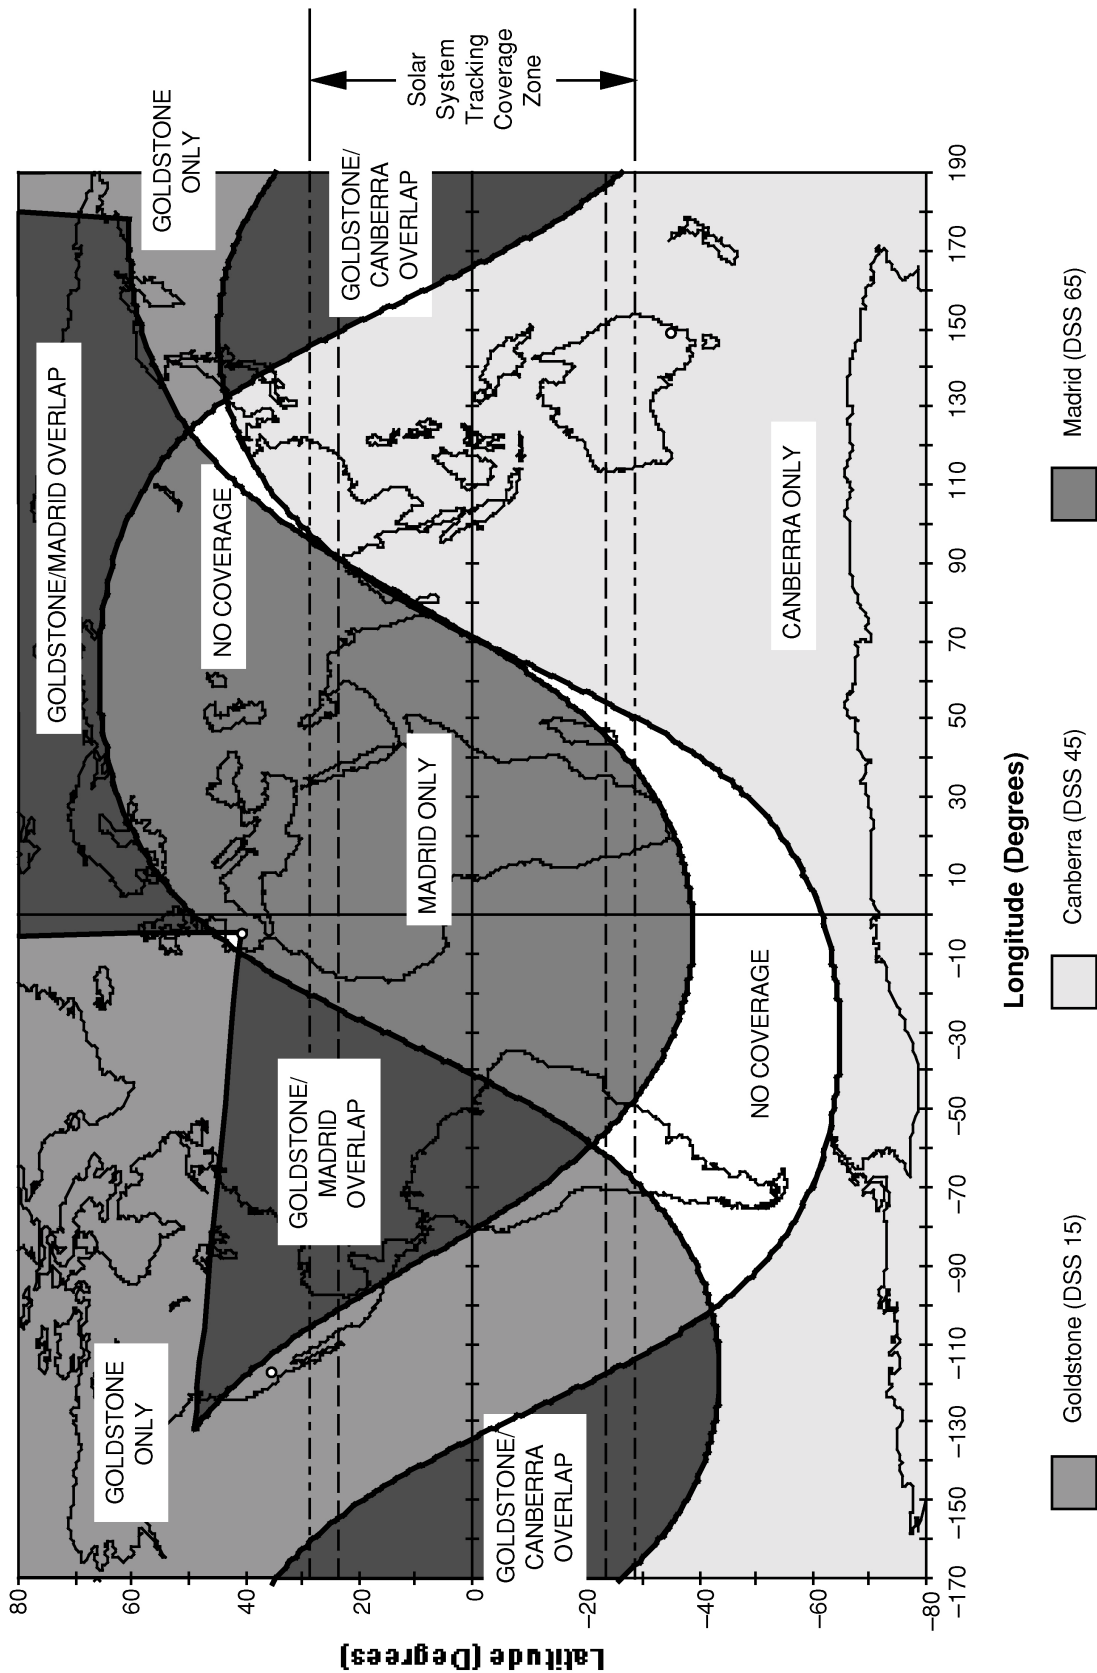 GOLDSTONE
ONLY
GOLDSTONE/MADRID OVERLAP
GOLDSTONE
ONLY
NO COVERAGE
GOLDSTONE/
MADRID
OVERLAP
MADRID ONLY
GOLDSTONE/
CANBERRA
OVERLAP
Solar
System
Tracking
Coverage
Zone
GOLDSTONE/
CANBERRA
OVERLAP
NO COVERAGE
CANBERRA ONLY
80
60
40
20
0
−20
−40
−60
−80
Latitude (Degrees)
−170
−150
−130
−110
−90
−70
−50
−30
−10
10
30
50
70
90
110
130
150
170
190
Longitude (Degrees)
Goldstone (DSS 15)
Canberra (DSS 45)
Madrid (DSS 65)